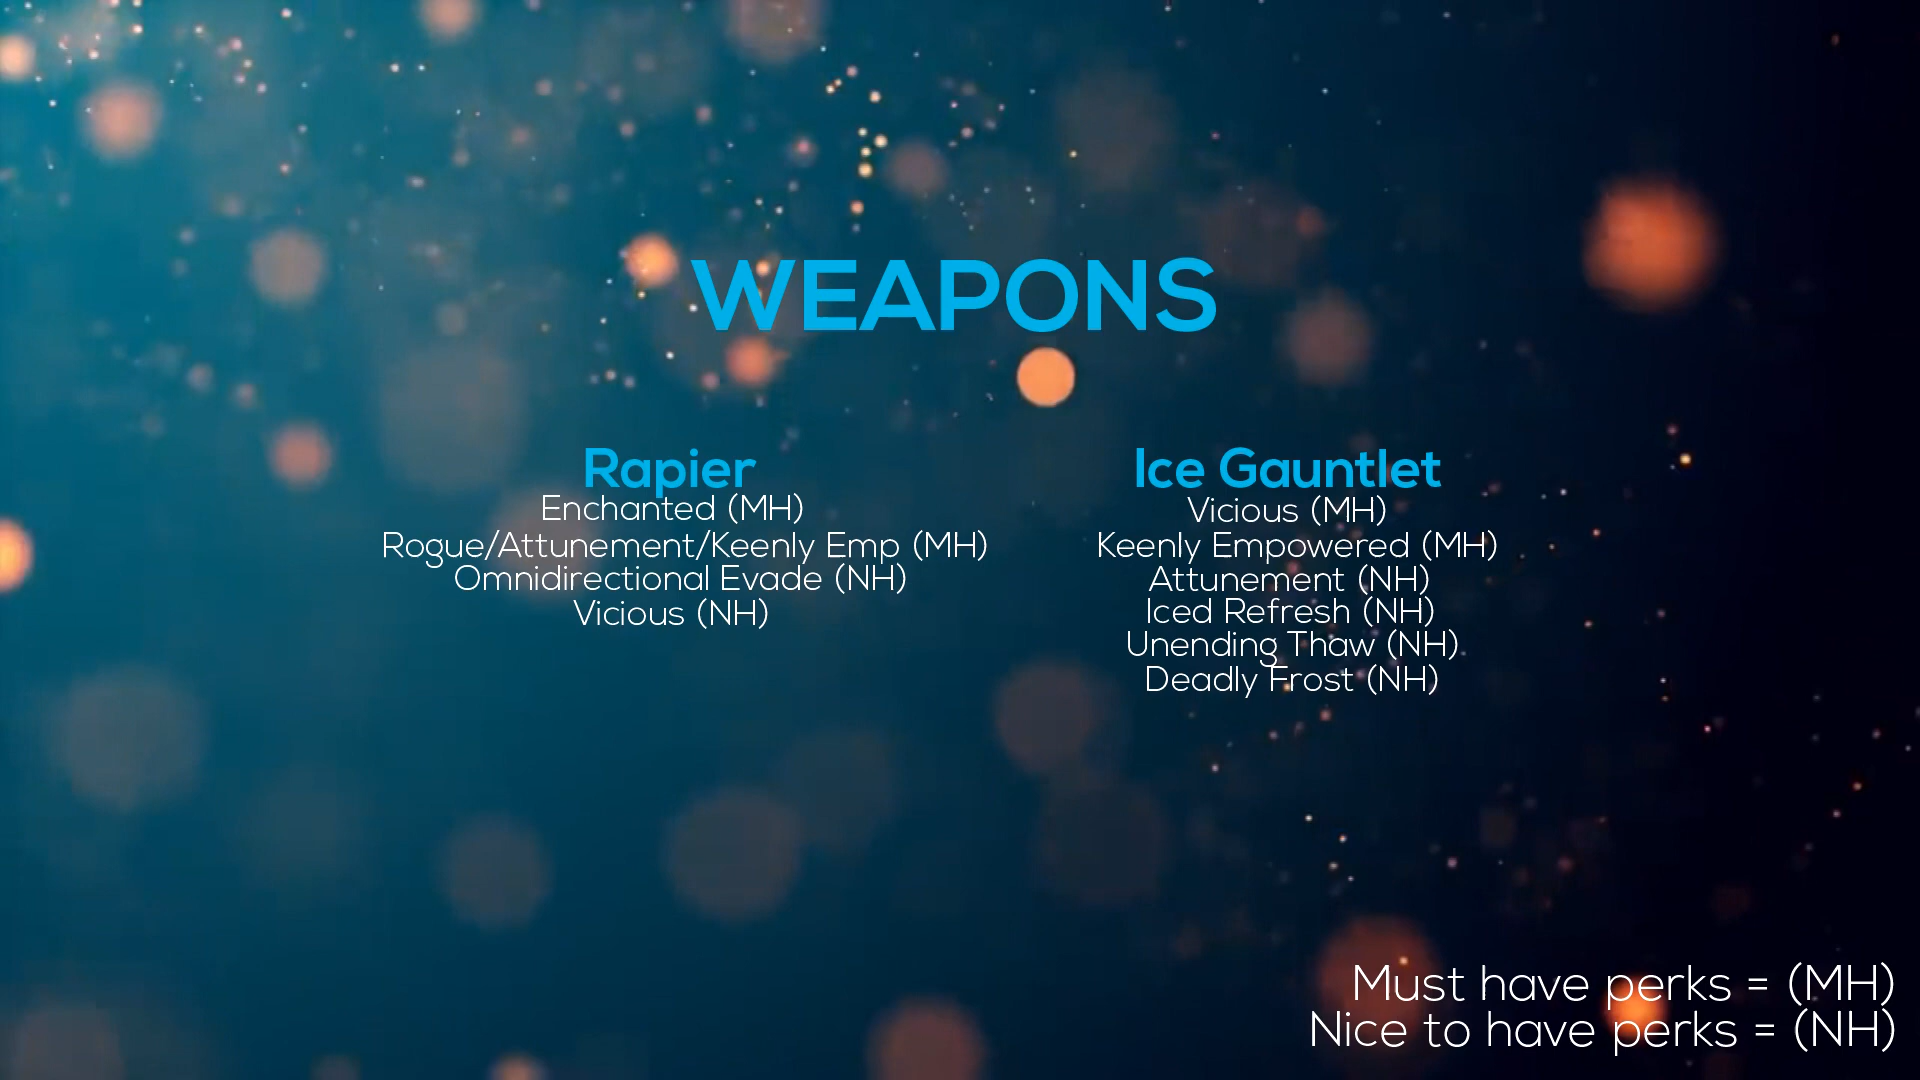 WEAPONS
Rapier
Enchanted (MH)
Rogue/Attunement/Keenly Emp (MH)
Omnidirectional Evade (NH)
Vicious (NH)
Ice Gauntlet
Vicious (MH)
Keenly Empowered (MH)
Attunement (NH)
Iced Refresh (NH)
Unending Thaw (NH)
Deadly Frost (NH)
Must have perks = (MH)
Nice to have perks = (NH)